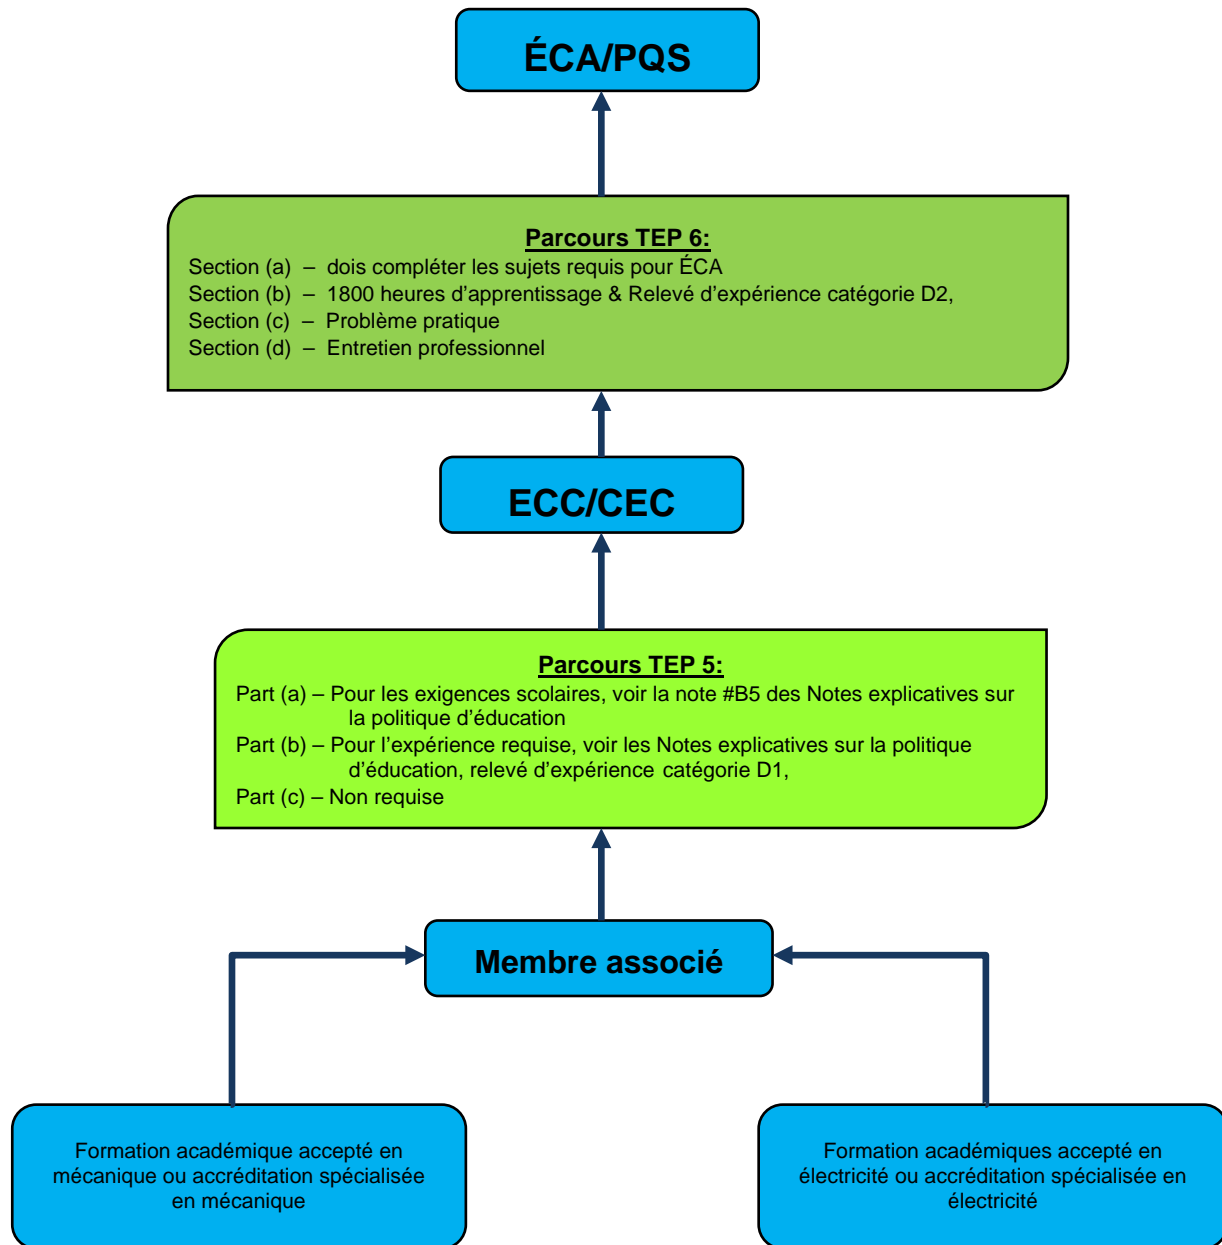 ÉCA/PQS
Parcours TEP 6:
Section (a) – dois compléter les sujets requis pour ÉCA
Section (b) – 1800 heures d'apprentissage & Relevé d'expérience catégorie D2,
Section (c) – Problème pratique
Section (d) – Entretien professionnel
ECC/CEC
Parcours TEP 5:
Part (a) – Pour les exigences scolaires, voir la note #B5 des Notes explicatives sur
la politique d'éducation
Part (b) – Pour l'expérience requise, voir les Notes explicatives sur la politique
d'éducation, relevé d'expérience catégorie D1,
Part (c) – Non requise
Membre associé
Formation académique accepté en
mécanique ou accréditation spécialisée
en mécanique
Formation académiques accepté en
électricité ou accréditation spécialisée en
électricité